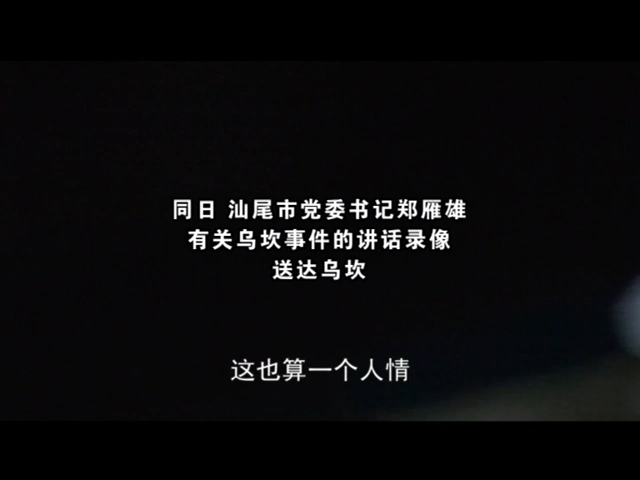 同日 汕尾市党委书记郑雁雄
有关乌坎事件的讲话录像
送达乌坎
这也算一个人情